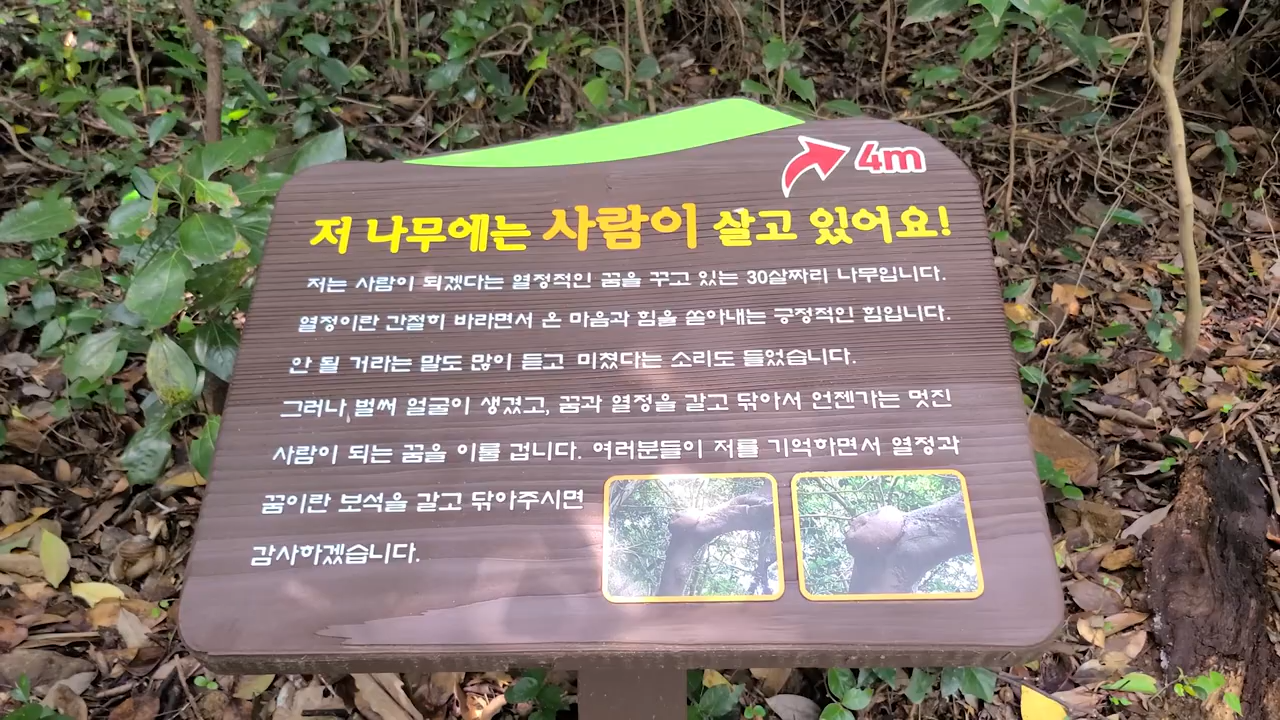 4m
저 나무에는 사람이 살고 있어요!
저는 사람이 되겠다는 열정적인 꿈을 꾸고 있는 30살짜리 나무입니다.
열정이란 간절히 바라면서 온 마음과 힘을 쏟아내는 긍정적인 힘입니다.
안 될 거라는 말도 많이 듣고 미쳤다는 소리도 들었습니다.
그러나, 벌써 얼굴이 생겼고, 꿈과 열정을 갈고 닦아서 언젠가는 멋진
사람이 되는 꿈을 이룰 겁니다. 여러분들이 저를 기억하면서 열정과
꿈이란 보석을 갈고 닦아주시면
감사하겠습니다.